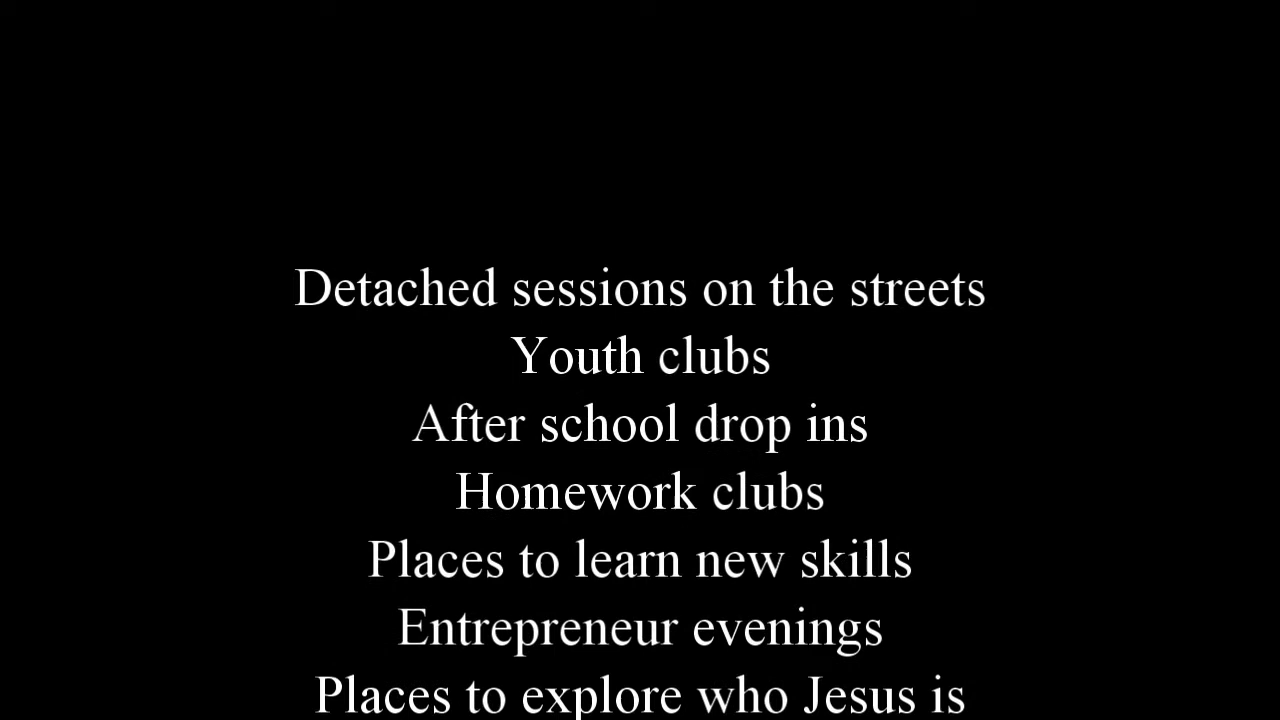 Detached sessions on the streets
Youth clubs
After school drop ins
Homework clubs
Places to learn new skills
Entrepreneur evenings
Places to explore who Jesus is